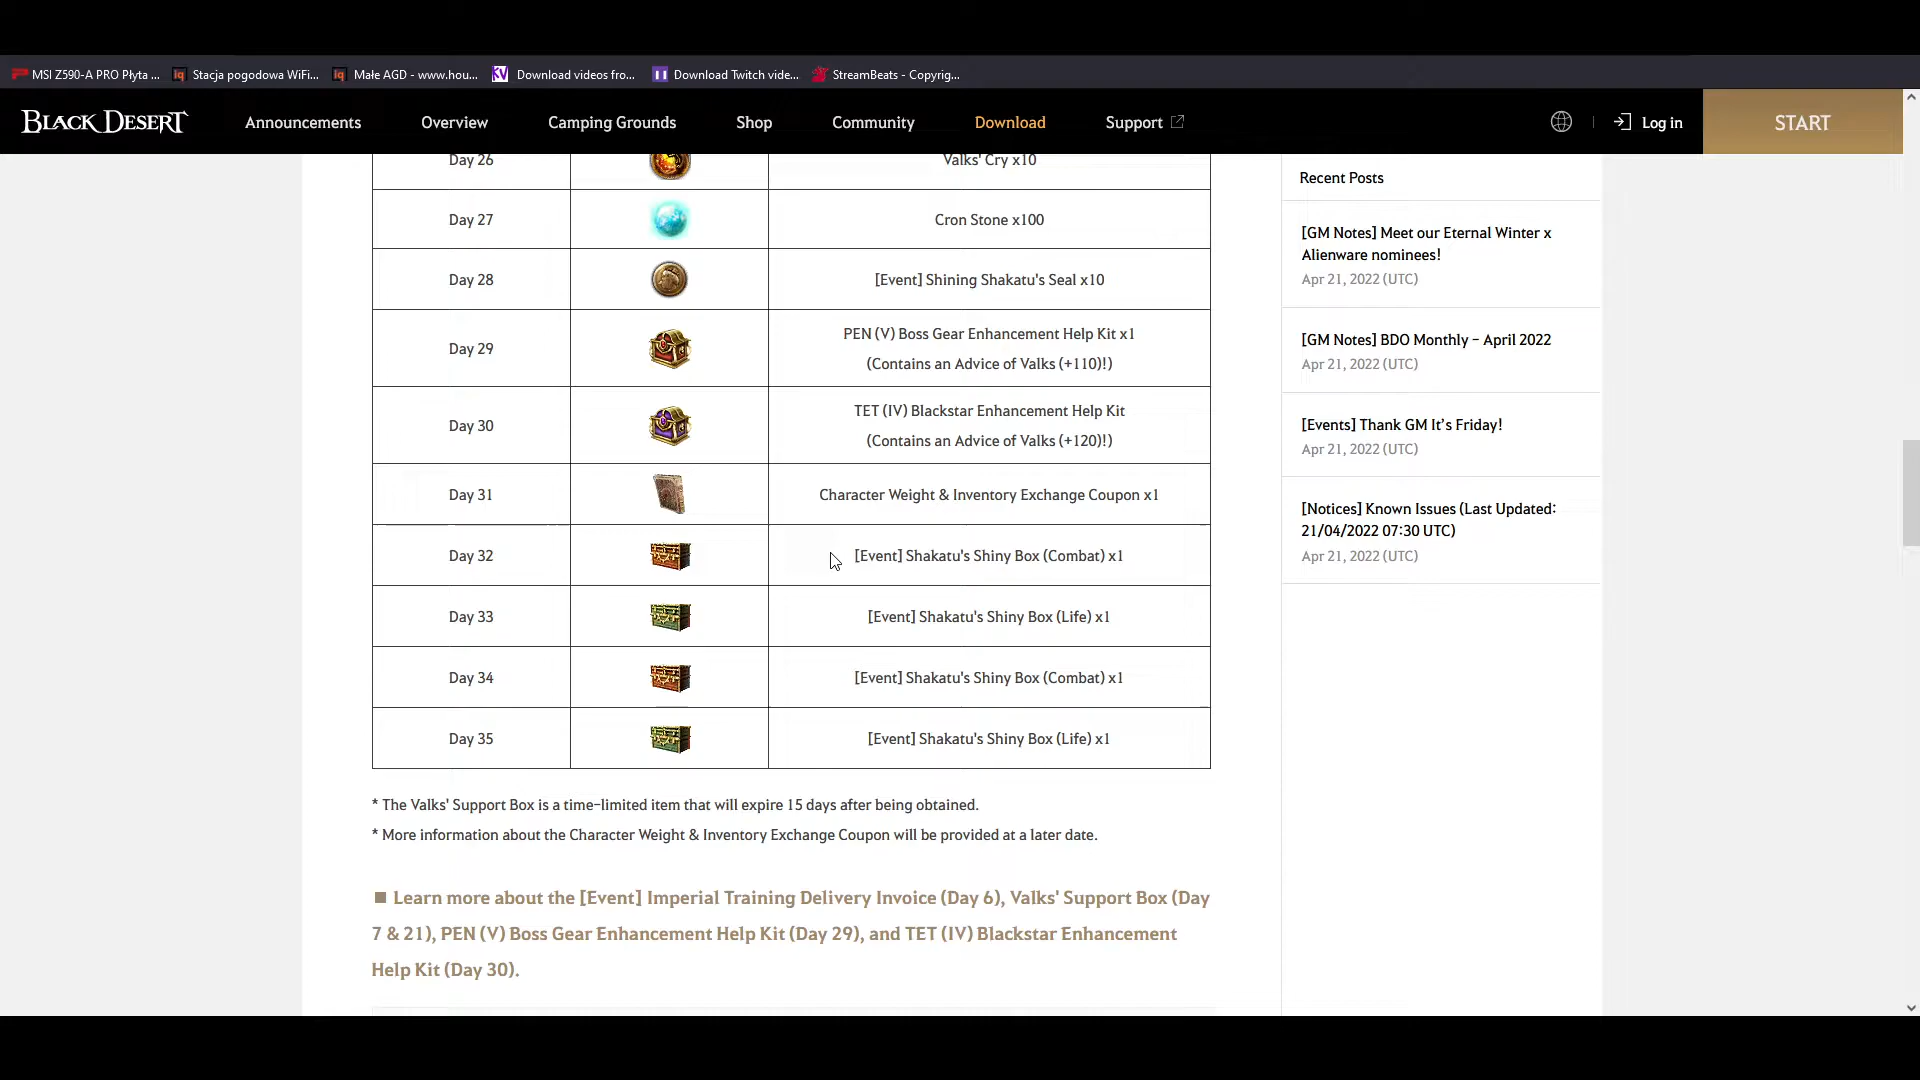 MSI Z590-A PRO Płyta ...
Stacja pogodowa WiFi...
Małe AGD - www.hou...
KV Download videos fro...
Download Twitch vide...
StreamBeats - Copyrig...
BLACK DESERT
Announcements
Overview
Camping Grounds
Shop
Community
Download
Support
Log in
START
Day 26
Valks' Cry x10
Day 27
Cron Stone x100
Day 28
[Event] Shining Shakatu's Seal x10
Day 29
PEN (V) Boss Gear Enhancement Help Kit x1
(Contains an Advice of Valks (+110)!)
Day 30
TET (IV) Blackstar Enhancement Help Kit
(Contains an Advice of Valks (+120)!)
Day 31
Character Weight & Inventory Exchange Coupon x1
Day 32
[Event] Shakatu's Shiny Box (Combat) x1
Day 33
[Event] Shakatu's Shiny Box (Life) x1
Day 34
[Event] Shakatu's Shiny Box (Combat) x1
Day 35
[Event] Shakatu's Shiny Box (Life) x1
* The Valks' Support Box is a time-limited item that will expire 15 days after being obtained.
* More information about the Character Weight & Inventory Exchange Coupon will be provided at a later date.
■ Learn more about the [Event] Imperial Training Delivery Invoice (Day 6), Valks' Support Box (Day
7 & 21), PEN (V) Boss Gear Enhancement Help Kit (Day 29), and TET (IV) Blackstar Enhancement
Help Kit (Day 30).
Recent Posts
[GM Notes] Meet our Eternal Winter x
Alienware nominees!
Apr 21, 2022 (UTC)
[GM Notes] BDO Monthly - April 2022
Apr 21, 2022 (UTC)
[Events] Thank GM It's Friday!
Apr 21, 2022 (UTC)
[Notices] Known Issues (Last Updated:
21/04/2022 07:30 UTC)
Apr 21, 2022 (UTC)